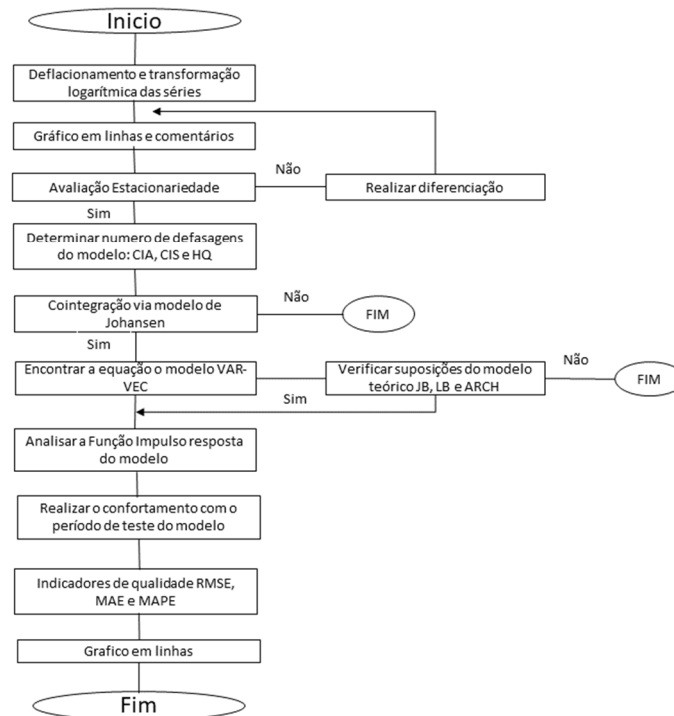 Inicio
Deflacionamento e transformação
logarítmica das séries
Gráfico em linhas e comentários
Não
Avaliação Estacionariedade
Realizar diferenciação
Sim
Determinar numero de defasagens
do modelo: CIA, CIS e HQ
Não
Cointegração via modelo de
Johansen
FIM
Sim
Encontrar a equação o modelo VAR-
VEC
Verificar suposições do modelo
teórico JB, LB e ARCH
Não
FIM
Sim
Analisar a Função Impulso resposta
do modelo
Realizar o confortamento com o
período de teste do modelo
Indicadores de qualidade RMSE,
MAE e MAPE
Grafico em linhas
Fim